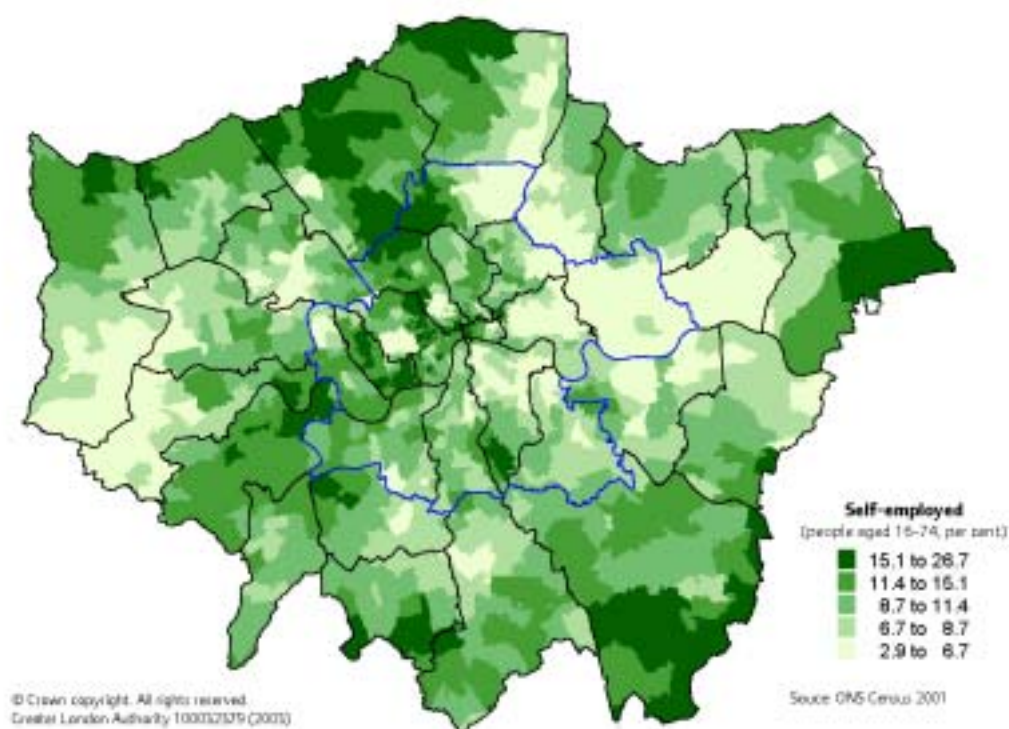 Self-employed
(people aged 16-74, per cent)
15.1 to 26.7
11.4 to 15.1
8.7 to 11.4
6.7 to 8.7
2.9 to 6.7
© Crown copyright. All rights reserved.
Greater London Authority (2003)
Source ONS Census 2001